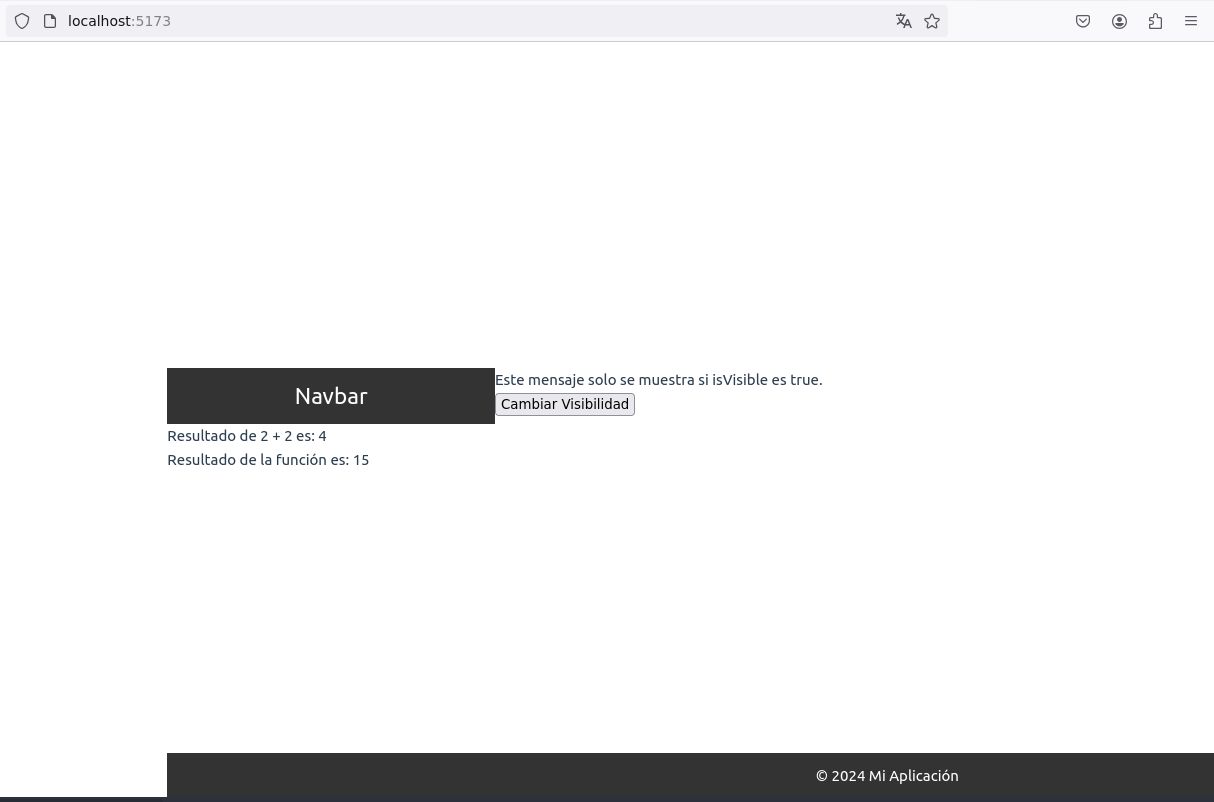 localhost:5173
Navbar
Este mensaje solo se muestra si isVisible es true.
Cambiar Visibilidad
Resultado de 2 + 2 es: 4
Resultado de la función es: 15
© 2024 Mi Aplicación